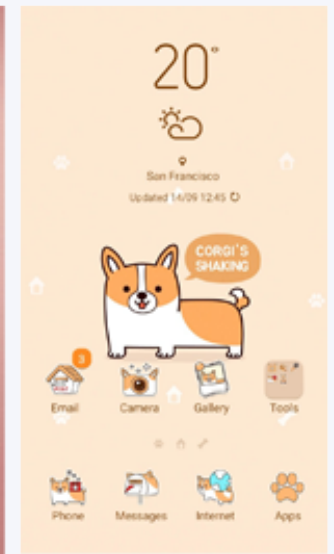 20°
San Francisco
Updated 14/09 12:45
CORGI'S
SHAKING
3
Email Camera Gallery Tools
Phone Messages Internet Apps